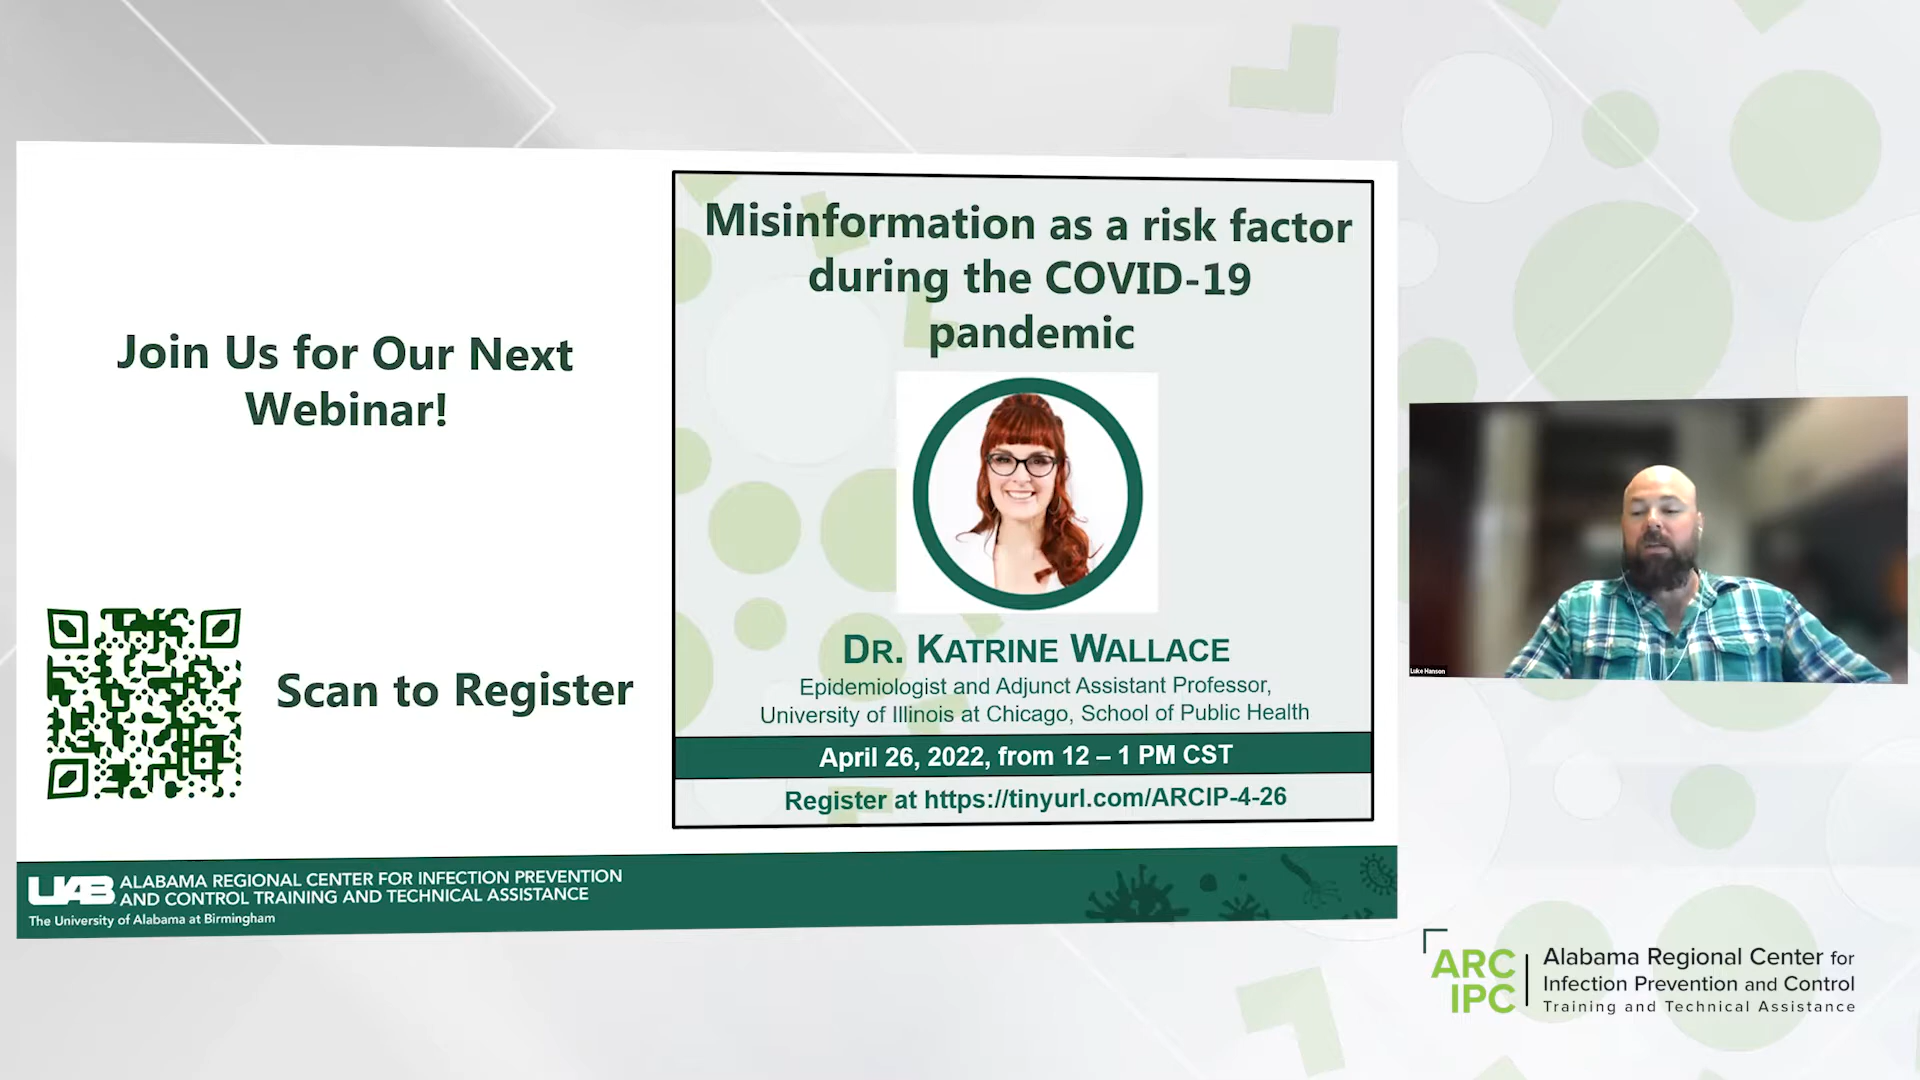 Join Us for Our Next
Webinar!
Scan to Register
Misinformation as a risk factor
during the COVID-19
pandemic
DR. KATRINE WALLACE
Epidemiologist and Adjunct Assistant Professor,
University of Illinois at Chicago, School of Public Health
April 26, 2022, from 12 – 1 PM CST
Register at https://tinyurl.com/ARCIP-4-26
UAB ALABAMA REGIONAL CENTER FOR INFECTION PREVENTION
AND CONTROL TRAINING AND TECHNICAL ASSISTANCE
The University of Alabama at Birmingham
Luke Hanson
ARC
IPC
Alabama Regional Center for
Infection Prevention and Control
Training and Technical Assistance